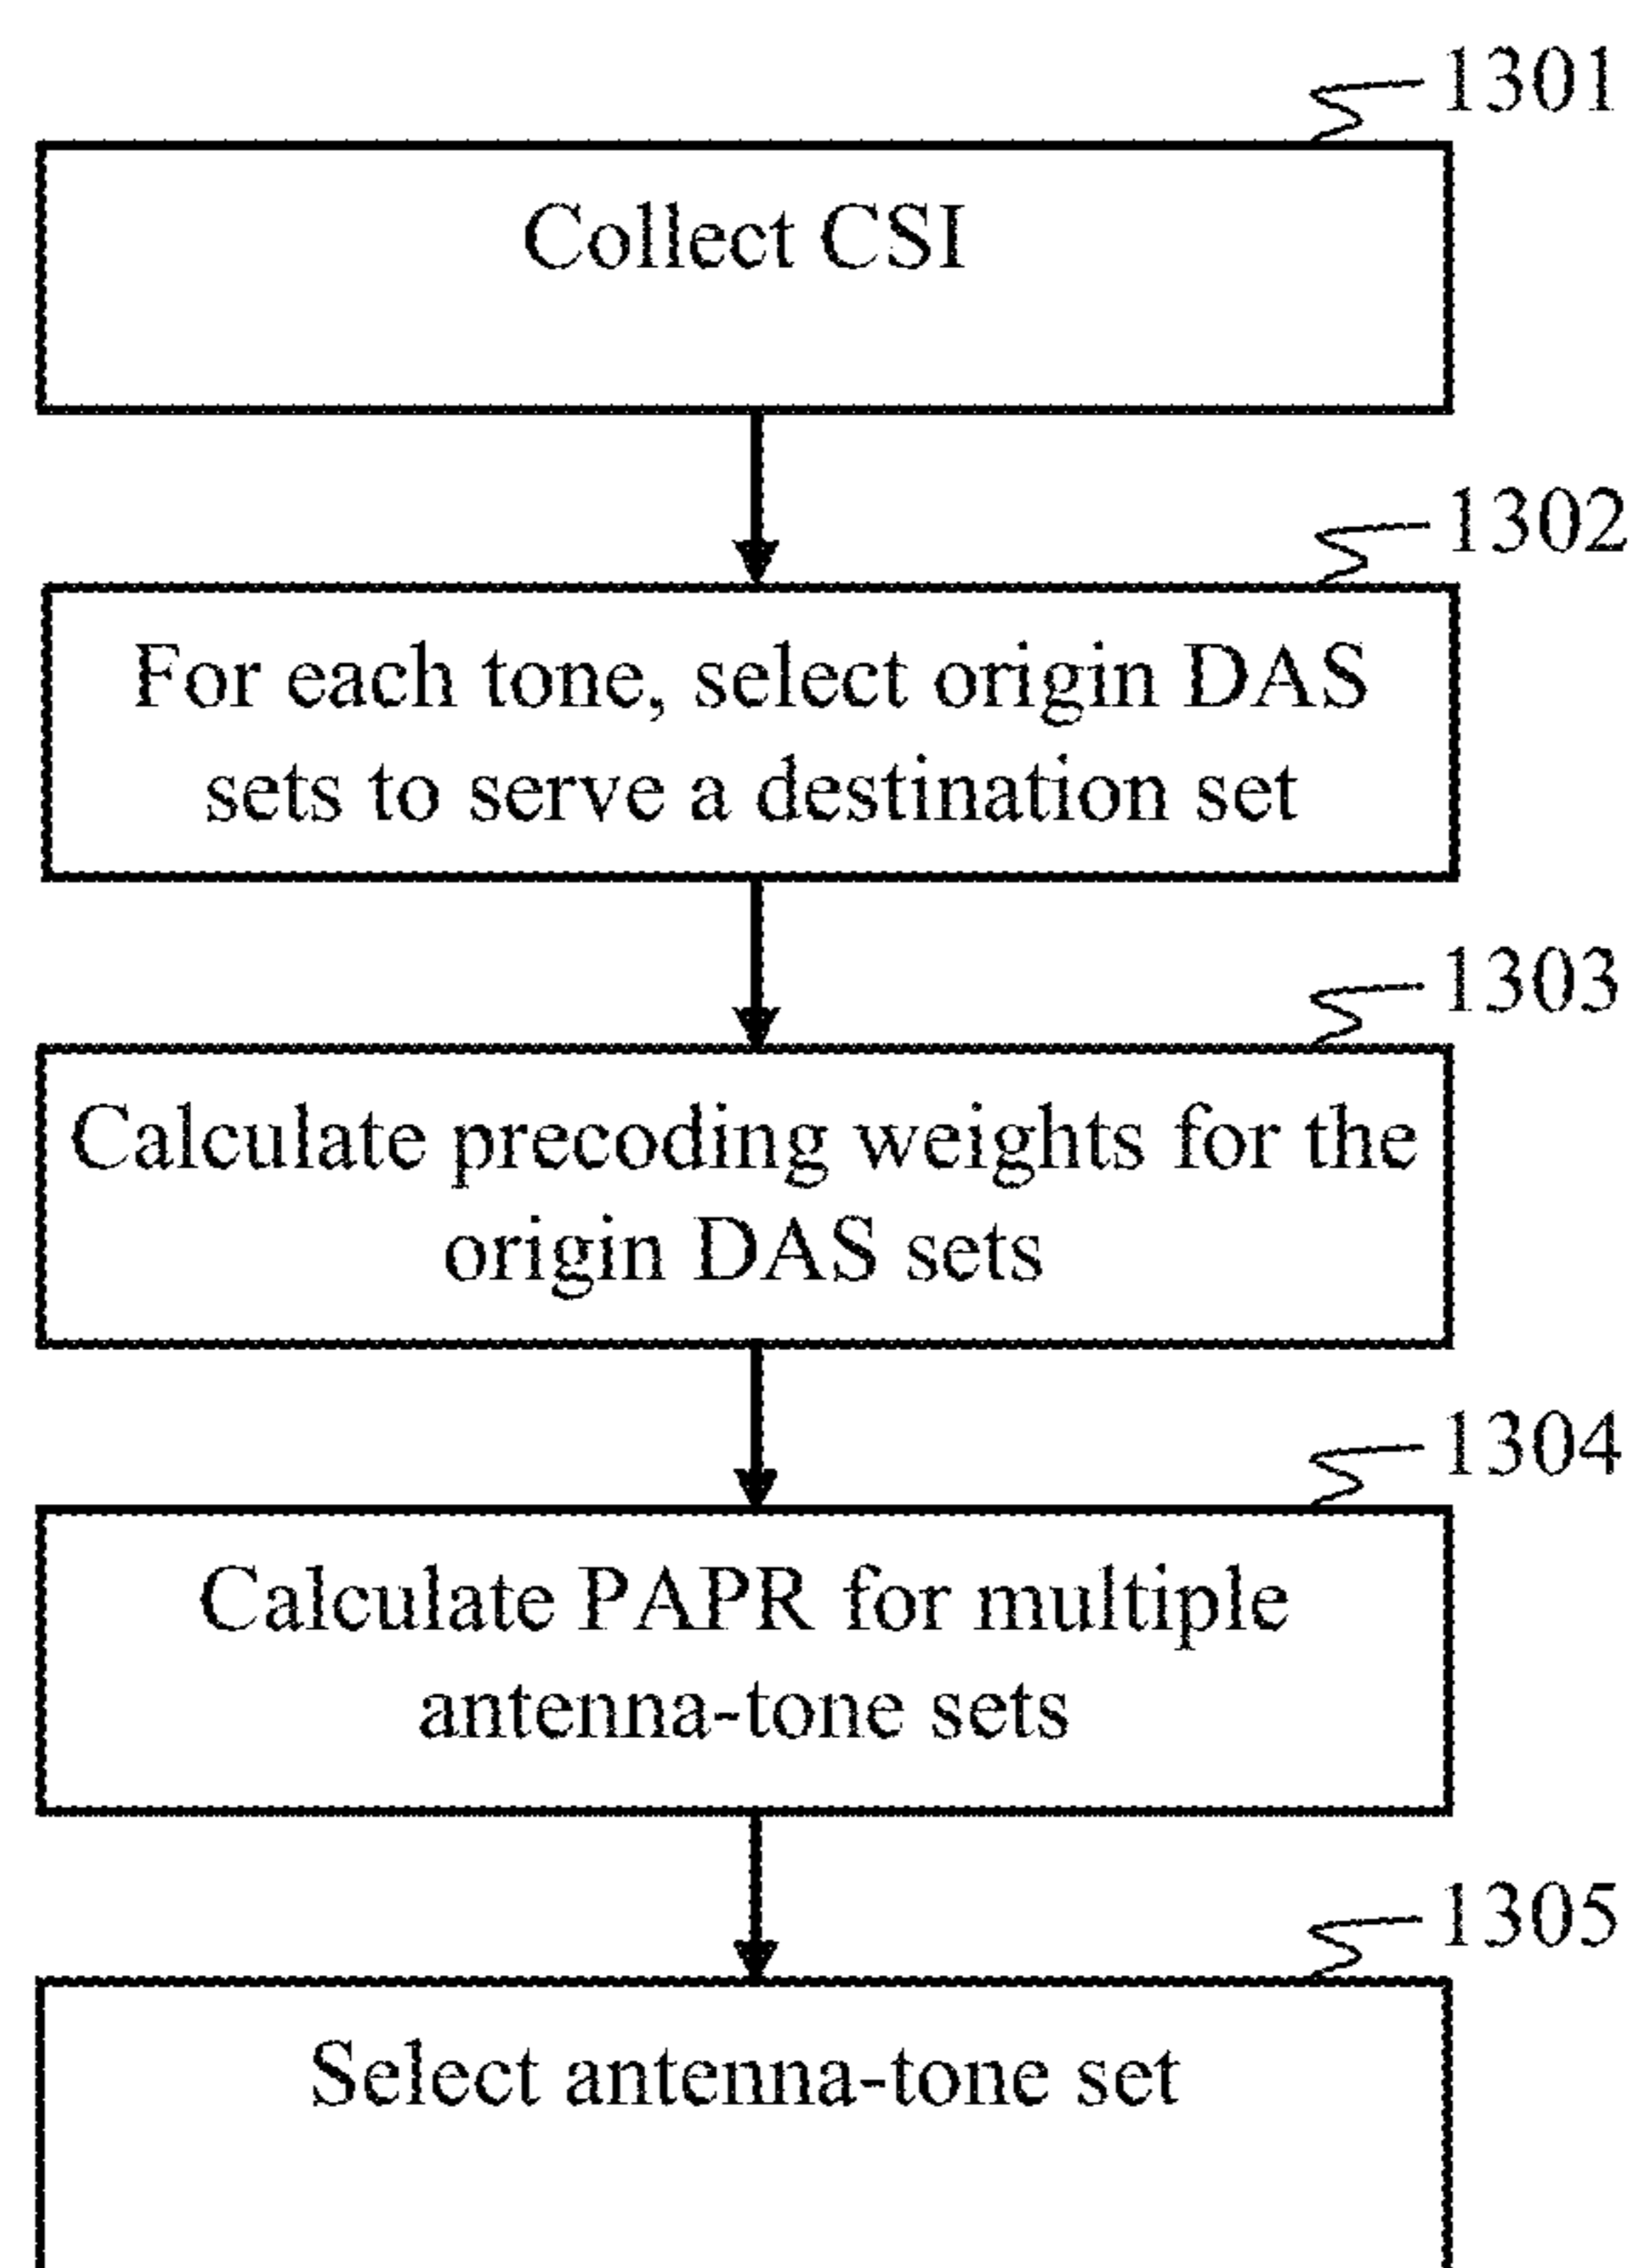 1301
Collect CSI
1302
For each tone, select origin DAS
sets to serve a destination set
1303
Calculate precoding weights for the
origin DAS sets
1304
Calculate PAPR for multiple
antenna-tone sets
1305
Select antenna-tone set